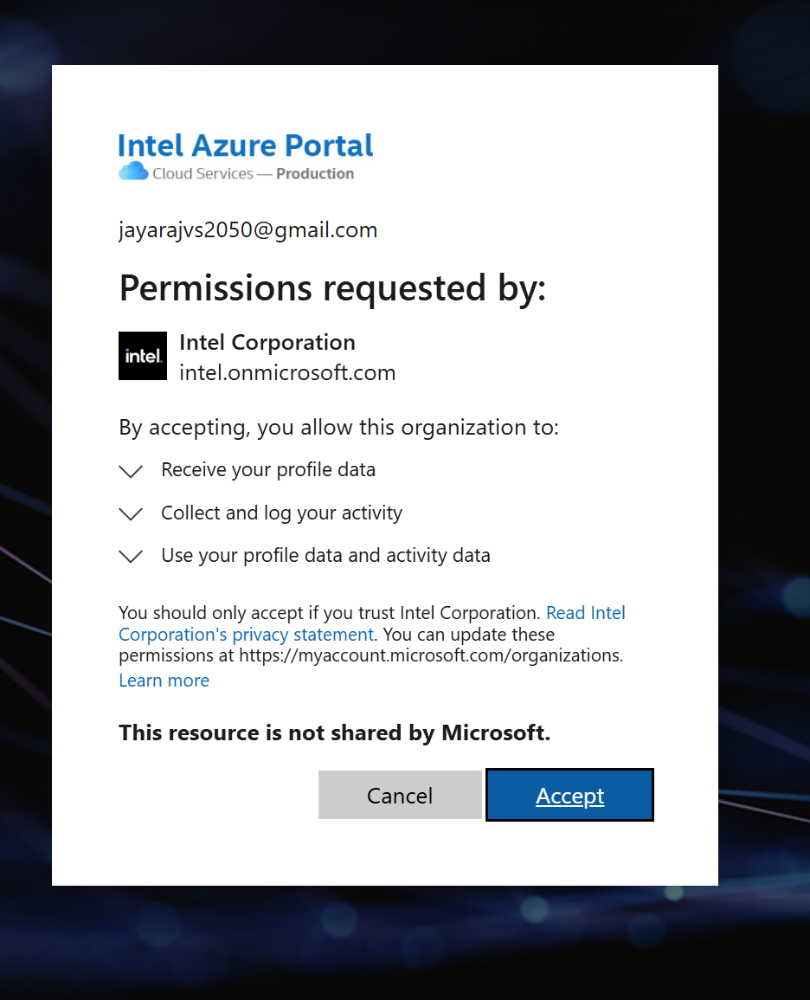 Intel Azure Portal
Cloud Services — Production
jayarajvs2050@gmail.com
Permissions requested by:
intel.
Intel Corporation
intel.onmicrosoft.com
By accepting, you allow this organization to:
Receive your profile data
Collect and log your activity
Use your profile data and activity data
You should only accept if you trust Intel Corporation. Read Intel
Corporation's privacy statement. You can update these
permissions at https://myaccount.microsoft.com/organizations.
Learn more
This resource is not shared by Microsoft.
Cancel
Accept